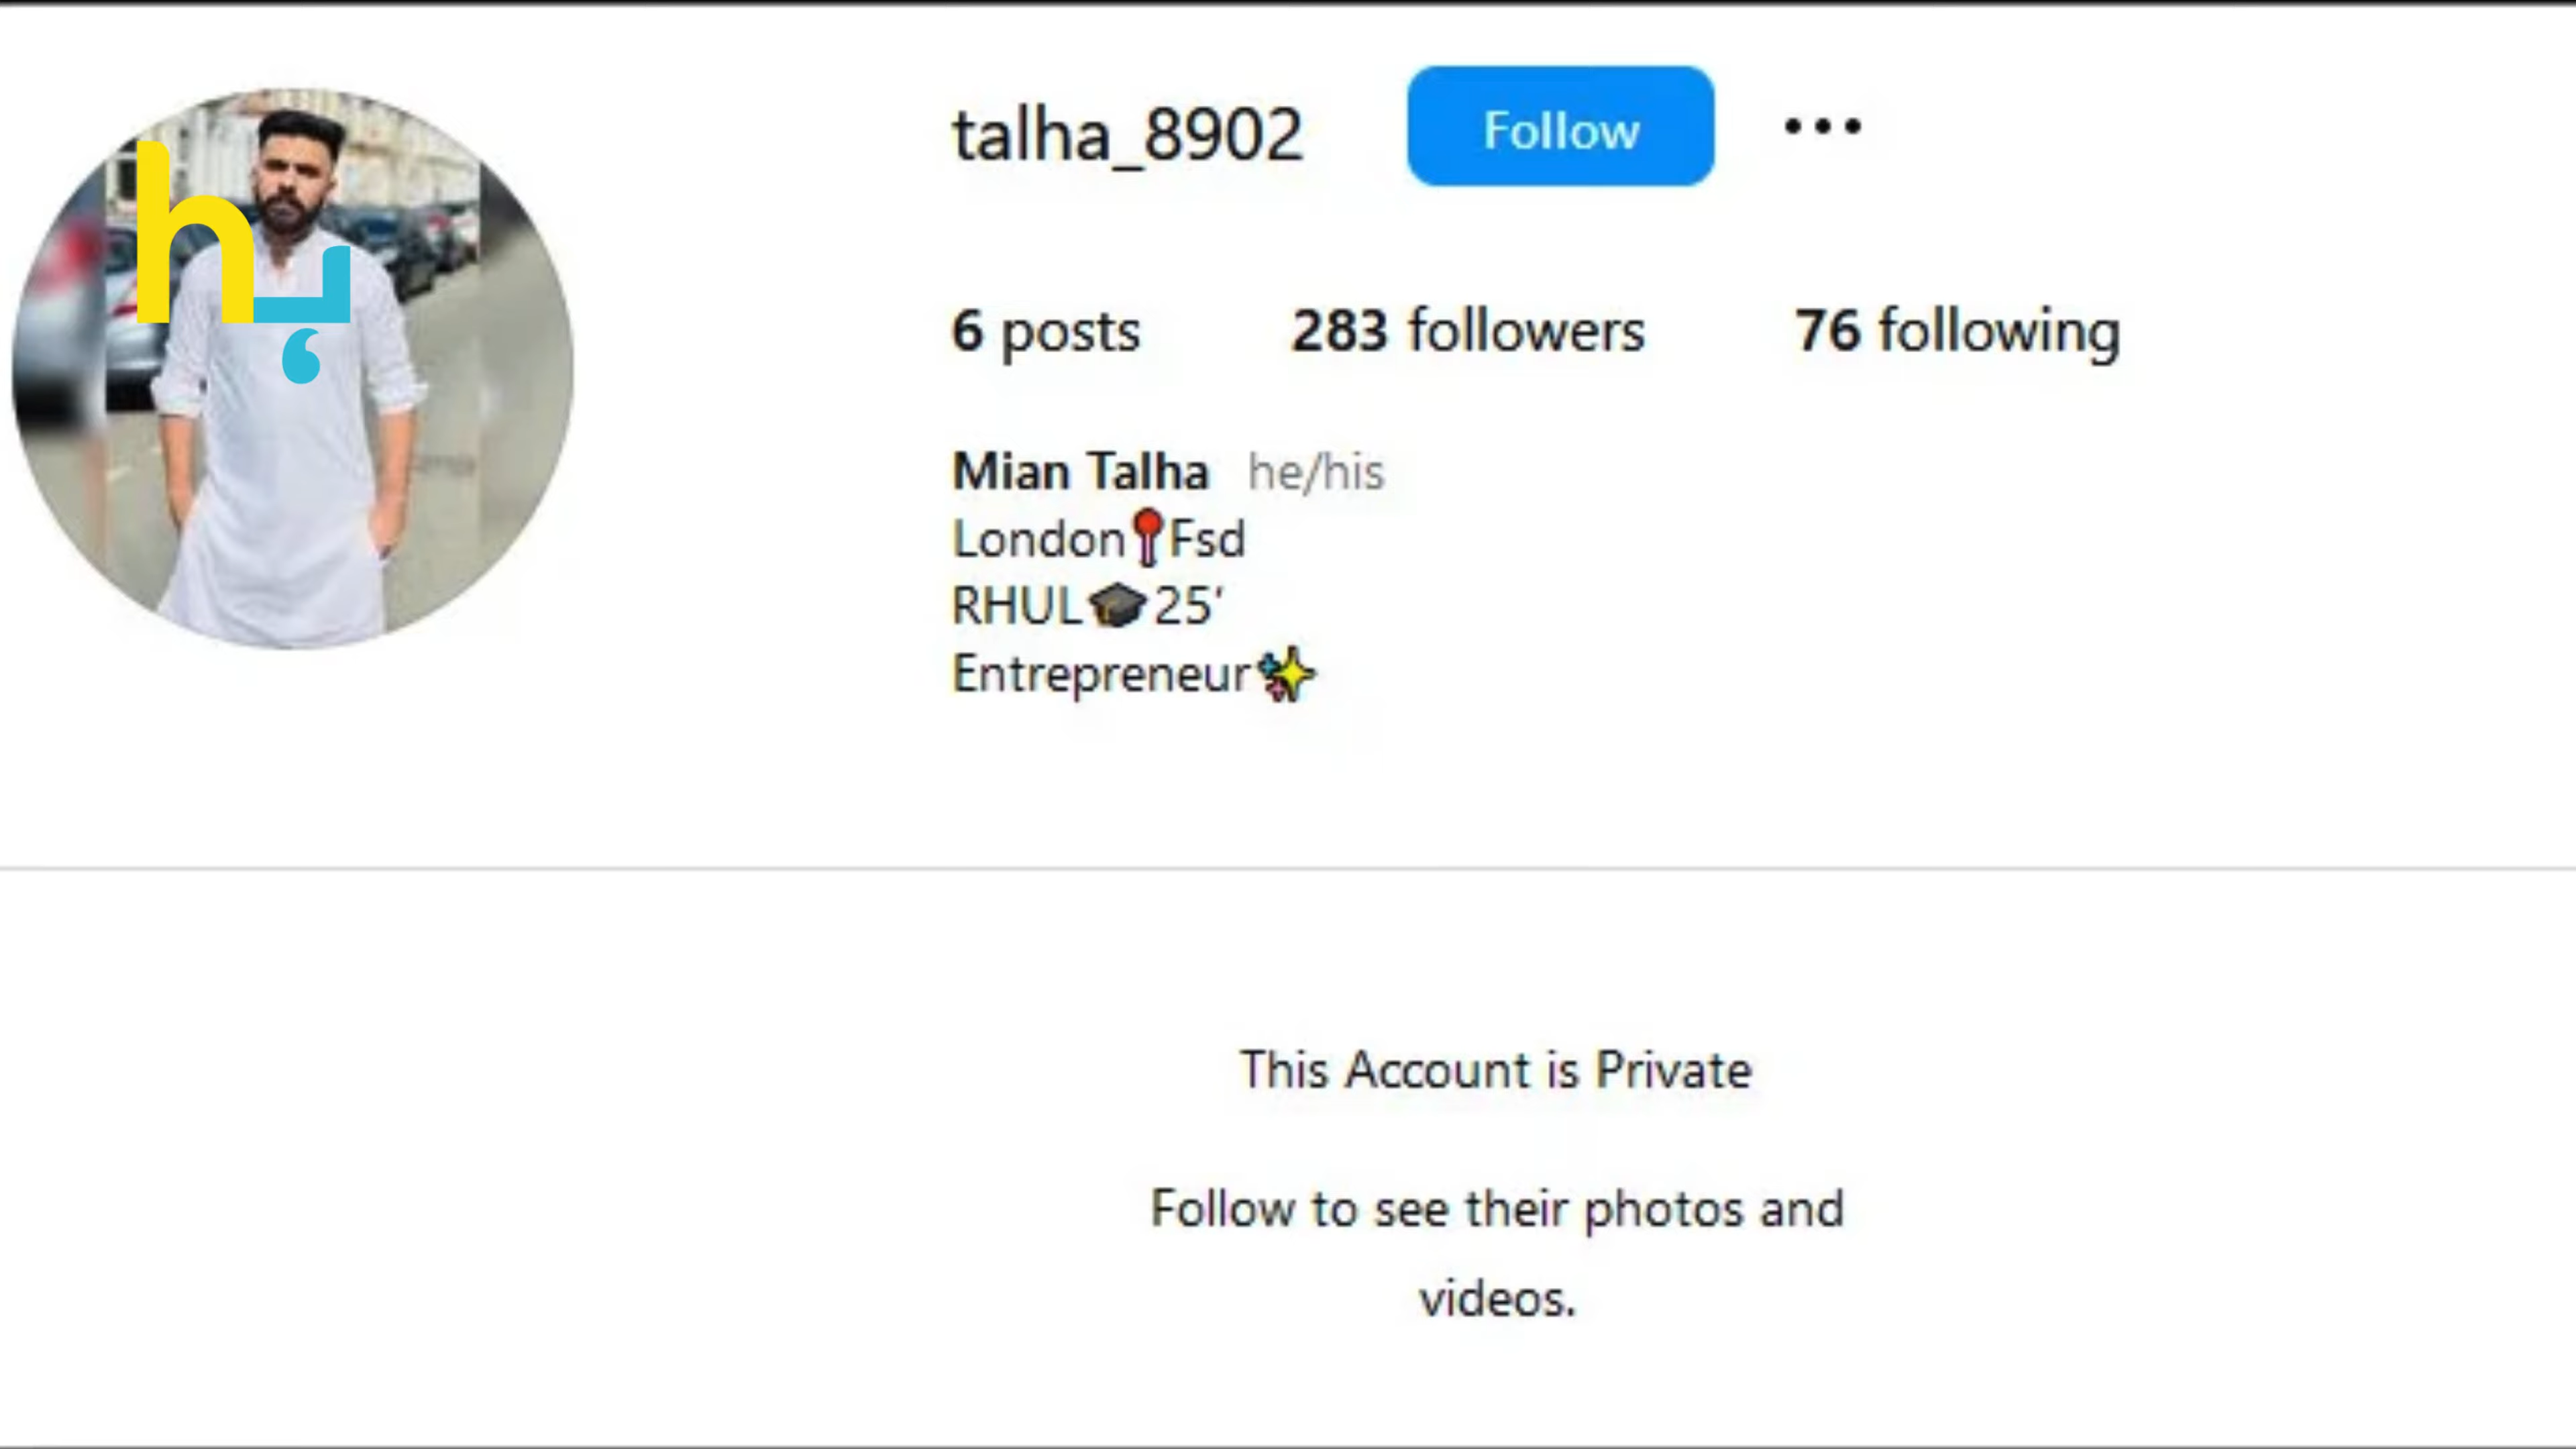 hum
talha_8902 Follow
6 posts 283 followers 76 following
Mian Talha he/his
London📍Fsd
RHUL🎓25’
Entrepreneur✨
This Account is Private
Follow to see their photos and
videos.